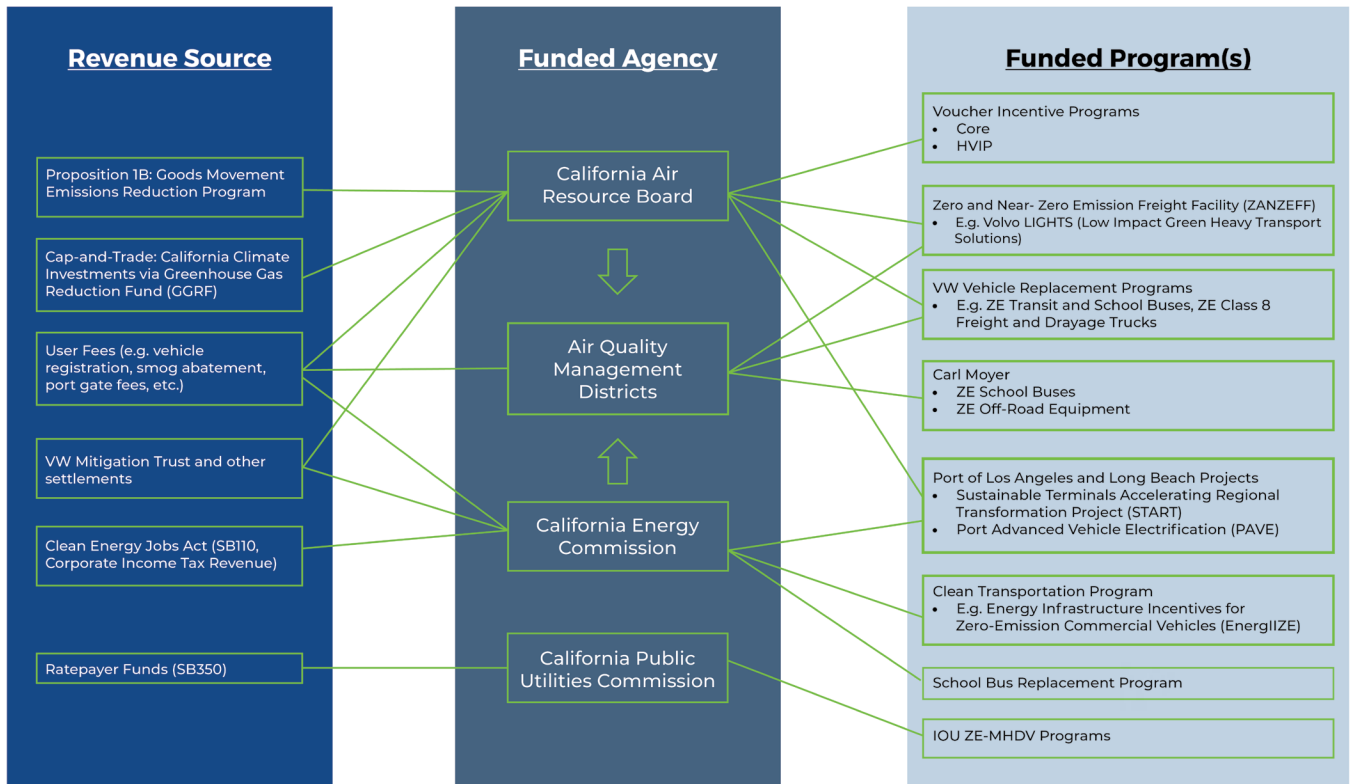 Revenue Source
Proposition 1B: Goods Movement
Emissions Reduction Program
Cap-and-Trade: California Climate
Investments via Greenhouse Gas
Reduction Fund (GGRF)
User Fees (e.g. vehicle
registration, smog abatement,
port gate fees, etc.)
VW Mitigation Trust and other
settlements
Clean Energy Jobs Act (SB110,
Corporate Income Tax Revenue)
Ratepayer Funds (SB350)
Funded Agency
California Air
Resource Board
Air Quality
Management
Districts
California Energy
Commission
California Public
Utilities Commission
Funded Program(s)
Voucher Incentive Programs
• Core
• HVIP
Zero and Near- Zero Emission Freight Facility (ZANZEFF)
• E.g. Volvo LIGHTS (Low Impact Green Heavy Transport
Solutions)
VW Vehicle Replacement Programs
• E.g. ZE Transit and School Buses, ZE Class 8
Freight and Drayage Trucks
Carl Moyer
• ZE School Buses
• ZE Off-Road Equipment
Port of Los Angeles and Long Beach Projects
• Sustainable Terminals Accelerating Regional
Transformation Project (START)
• Port Advanced Vehicle Electrification (PAVE)
Clean Transportation Program
• E.g. Energy Infrastructure Incentives for
Zero-Emission Commercial Vehicles (EnergIIZE)
School Bus Replacement Program
IOU ZE-MHDV Programs